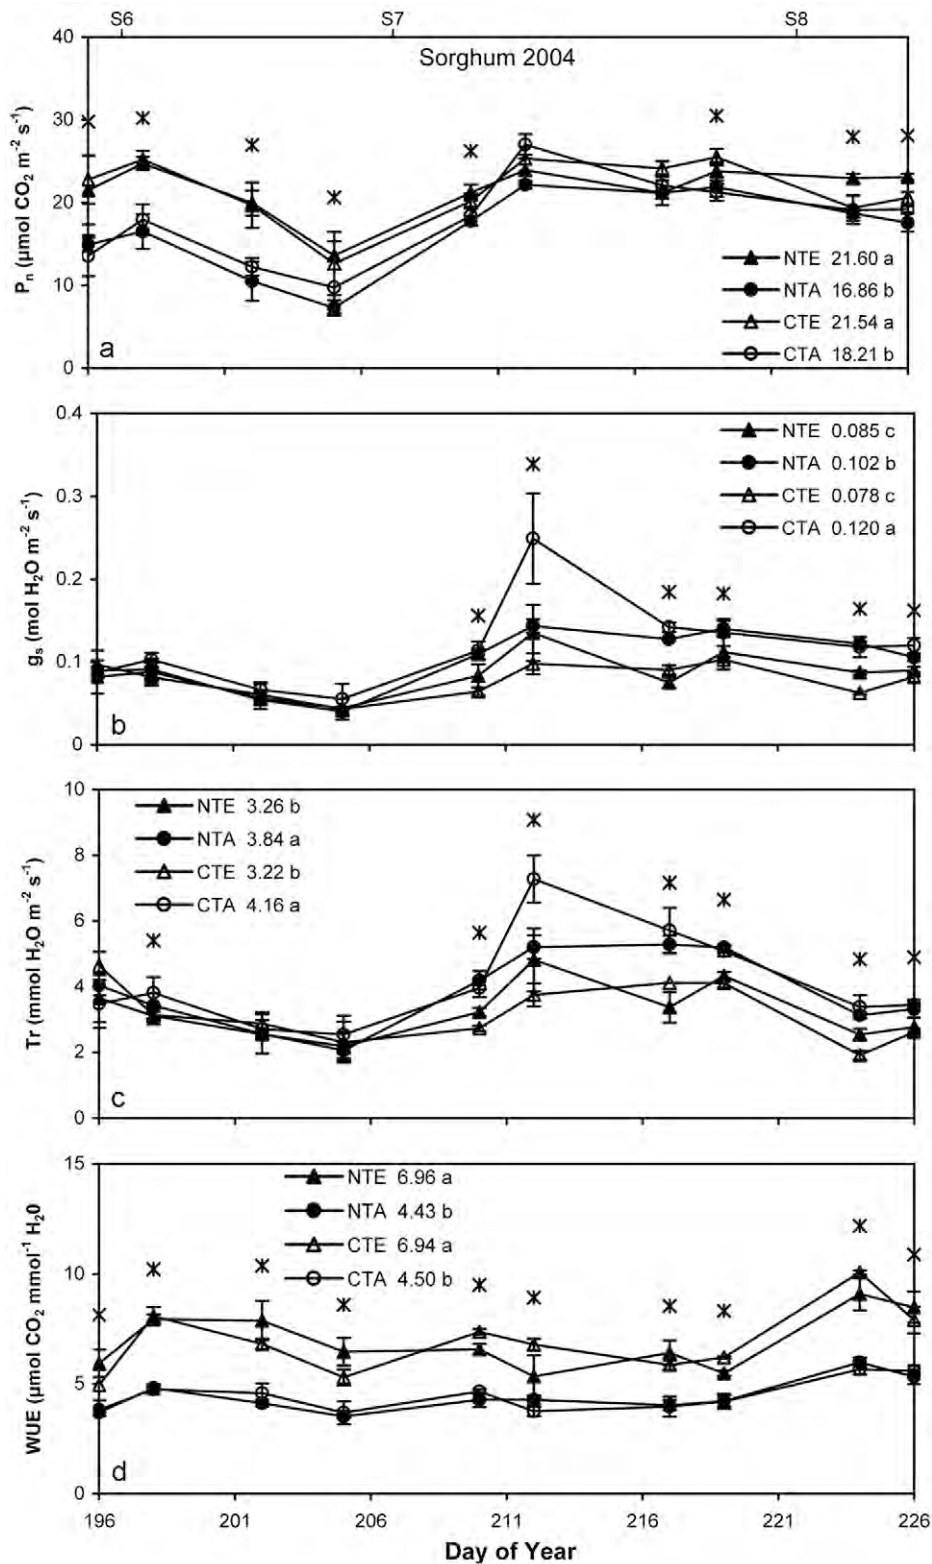 S6 S7 S8
Sorghum 2004
40
30
20
10
0
Pn (µmol CO2 m-2 s-1)
NTE 21.60 a
NTA 16.86 b
CTE 21.54 a
CTA 18.21 b
a
0.4
0.3
0.2
0.1
0
gs (mol H2O m-2 s-1)
NTE 0.085 c
NTA 0.102 b
CTE 0.078 c
CTA 0.120 a
b
10
8
6
4
2
0
Tr (mmol H2O m-2 s-1)
NTE 3.26 b
NTA 3.84 a
CTE 3.22 b
CTA 4.16 a
c
15
10
5
0
WUE (µmol CO2 mmol-1 H20
NTE 6.96 a
NTA 4.43 b
CTE 6.94 a
CTA 4.50 b
d
196 201 206 211 216 221 226
Day of Year